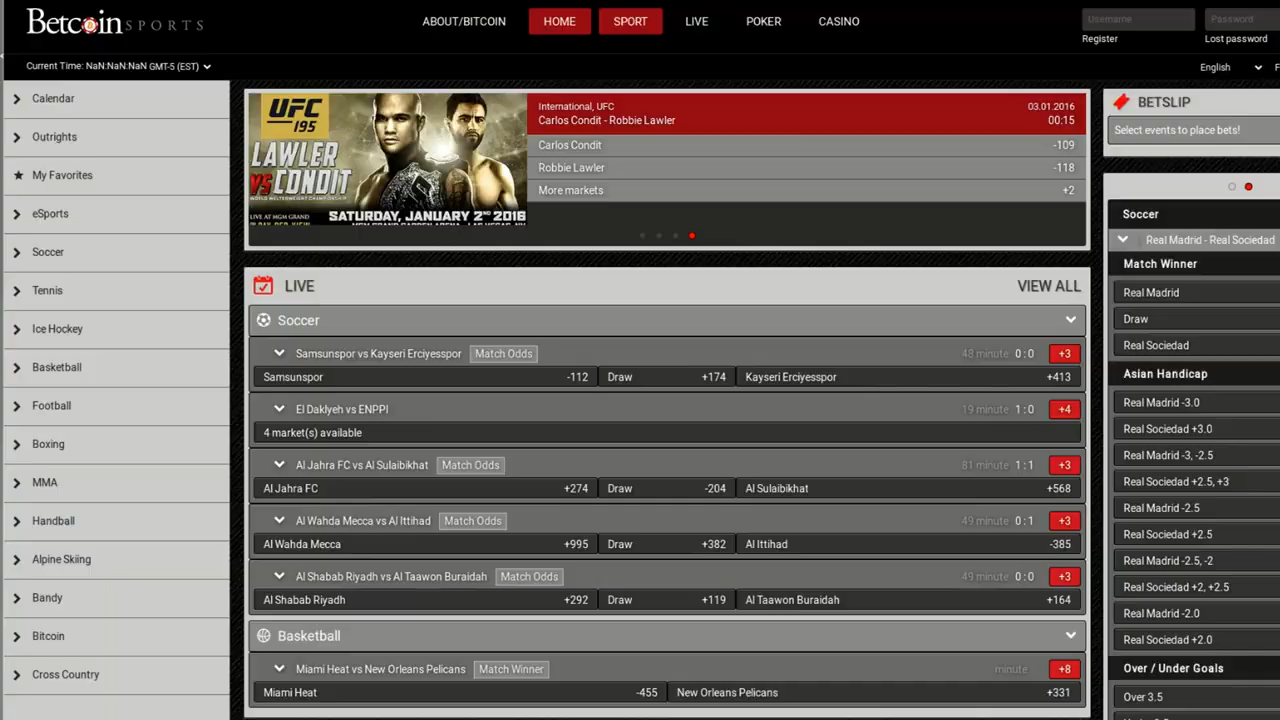 Betcoin SPORTS
ABOUT/BITCOIN HOME SPORT LIVE POKER CASINO
Username Password
Register Lost password
Current Time: NaN:NaN:NaN GMT-5 (EST)
English
Calendar
Outrights
My Favorites
eSports
Soccer
Tennis
Ice Hockey
Basketball
Football
Boxing
MMA
Handball
Alpine Skiing
Bandy
Bitcoin
Cross Country
UFC
195
LAWLER
VS CONDIT
WORLD WELTERWEIGHT CHAMPIONSHIP
LIVE AT MGM GRAND
SATURDAY, JANUARY 2ND 2016
International, UFC 03.01.2016
Carlos Condit - Robbie Lawler 00:15
Carlos Condit -109
Robbie Lawler -118
More markets +2
LIVE VIEW ALL
Soccer
Samsunspor vs Kayseri Erciyesspor Match Odds 48 minute 0:0 +3
Samsunspor -112 Draw +174 Kayseri Erciyesspor +413
El Daklyeh vs ENPPI 19 minute 1:0 +4
4 market(s) available
Al Jahra FC vs Al Sulaibikhat Match Odds 81 minute 1:1 +3
Al Jahra FC +274 Draw -204 Al Sulaibikhat +568
Al Wahda Mecca vs Al Ittihad Match Odds 49 minute 0:1 +3
Al Wahda Mecca +995 Draw +382 Al Ittihad -385
Al Shabab Riyadh vs Al Taawon Buraidah Match Odds 49 minute 0:0 +3
Al Shabab Riyadh +292 Draw +119 Al Taawon Buraidah +164
Basketball
Miami Heat vs New Orleans Pelicans Match Winner minute +8
Miami Heat -455 New Orleans Pelicans +331
BETSLIP
Select events to place bets!
Soccer
Real Madrid - Real Sociedad
Match Winner
Real Madrid
Draw
Real Sociedad
Asian Handicap
Real Madrid -3.0
Real Sociedad +3.0
Real Madrid -3, -2.5
Real Sociedad +2.5, +3
Real Madrid -2.5
Real Sociedad +2.5
Real Madrid -2.5, -2
Real Sociedad +2, +2.5
Real Madrid -2.0
Real Sociedad +2.0
Over / Under Goals
Over 3.5